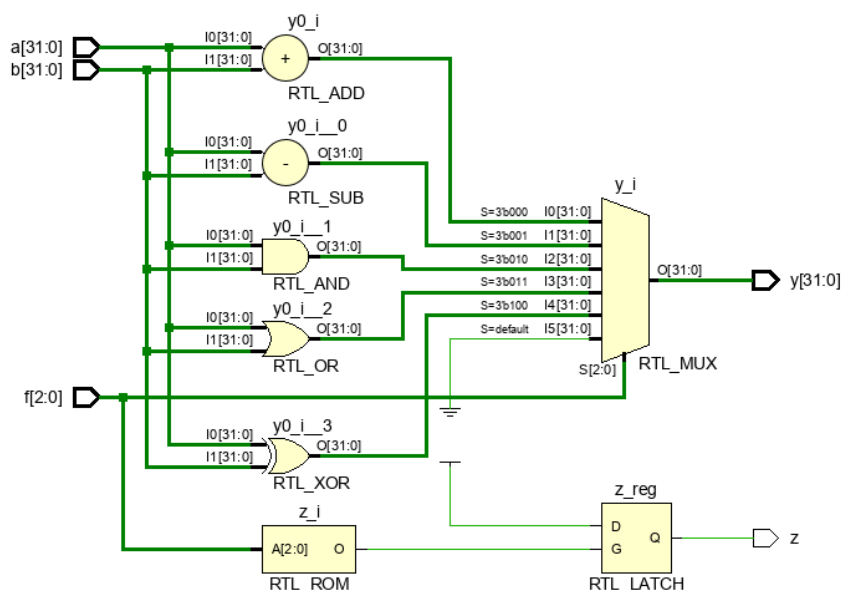 y0_i
a[31:0]
I0[31:0]
O[31:0]
b[31:0]
I1[31:0]
+
RTL_ADD
y0_i__0
I0[31:0]
O[31:0]
I1[31:0]
-
RTL_SUB
y0_i__1
I0[31:0]
O[31:0]
I1[31:0]
RTL_AND
y0_i__2
I0[31:0]
O[31:0]
I1[31:0]
RTL_OR
y_i
S=3'b000 I0[31:0]
S=3'b001 I1[31:0]
S=3'b010 I2[31:0]
S=3'b011 I3[31:0]
S=3'b100 I4[31:0]
S=default I5[31:0]
O[31:0]
y[31:0]
S[2:0]
RTL_MUX
f[2:0]
y0_i__3
I0[31:0]
O[31:0]
I1[31:0]
RTL_XOR
z_i
A[2:0] O
RTL_ROM
z_reg
D
G
Q
z
RTL_LATCH